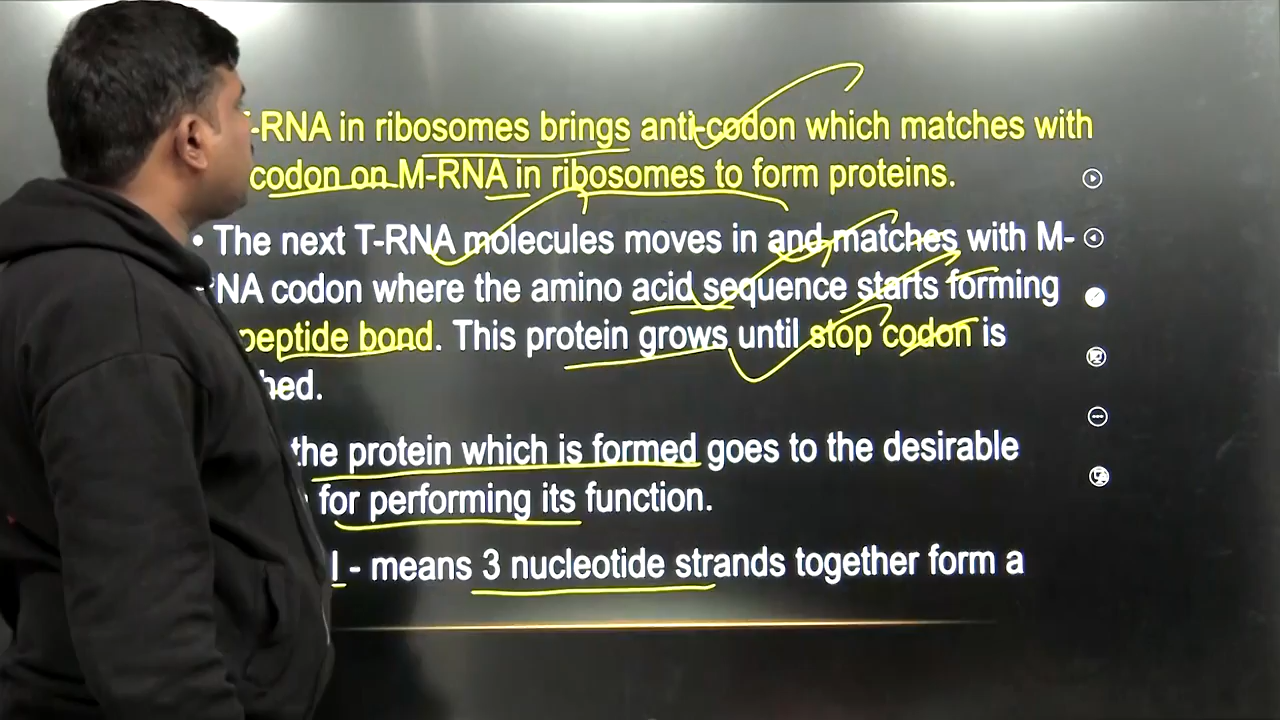 -RNA in ribosomes brings anti-codon which matches with
codon on M-RNA in ribosomes to form proteins.
• The next T-RNA molecules moves in and matches with M-
NA codon where the amino acid sequence starts forming
peptide bond. This protein grows until stop codon is
hed.
the protein which is formed goes to the desirable
for performing its function.
- means 3 nucleotide strands together form a